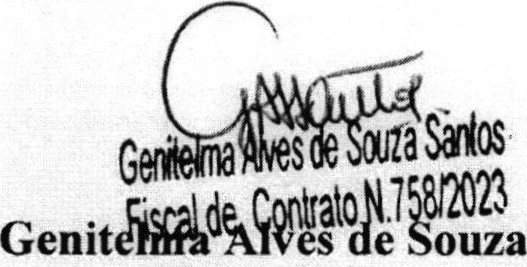 Genitelma Alves de Souza Santos
Fiscal de Contrato N.758/2023
Genitelma Alves de Souza